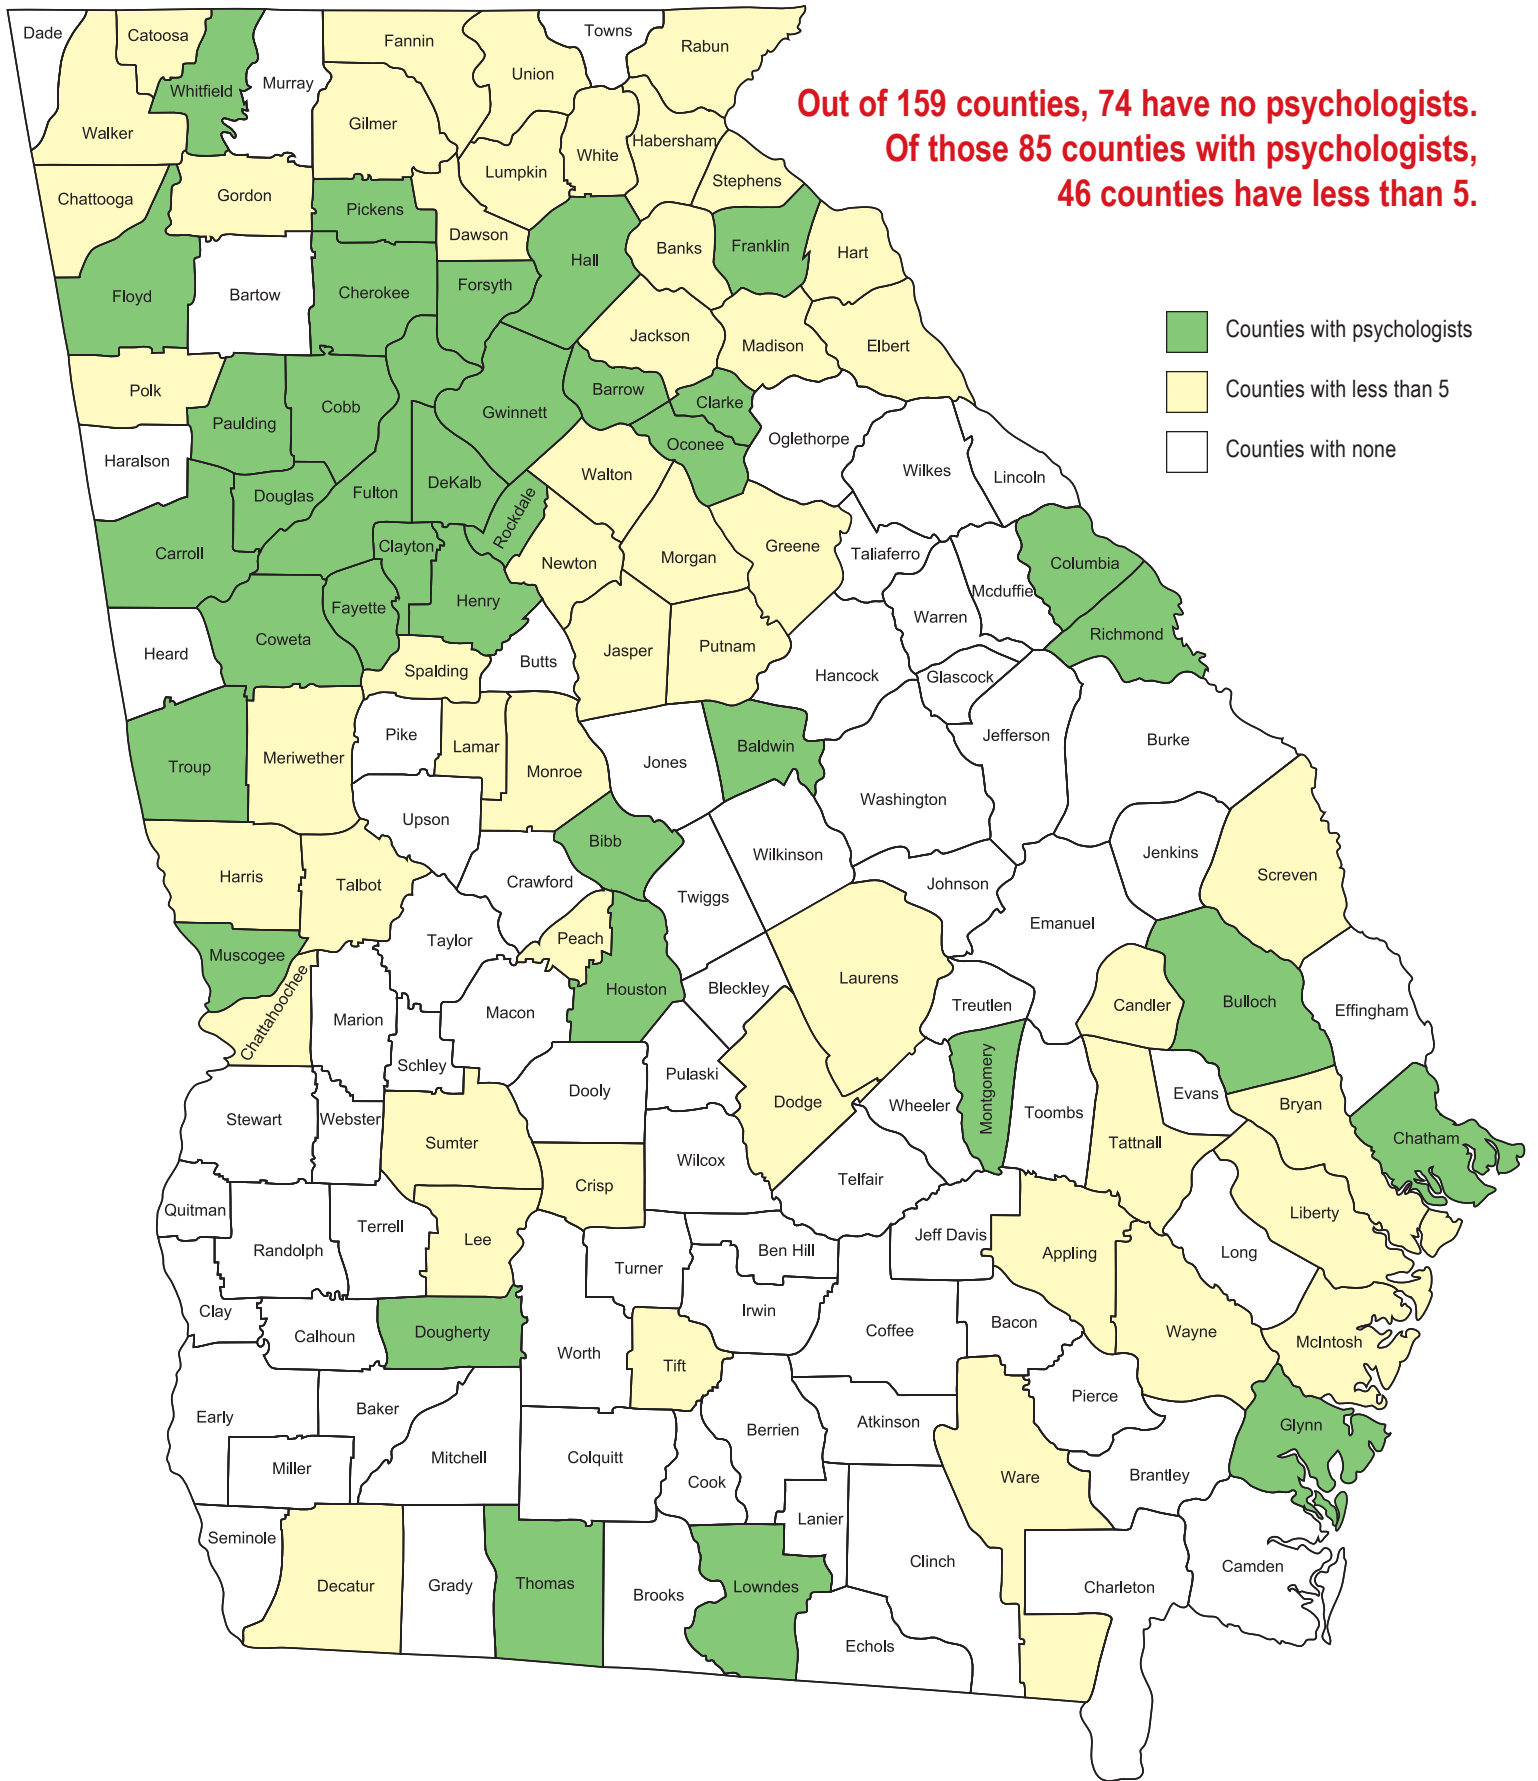 Dade
Catoosa
Whitfield
Murray
Fannin
Union
Towns
Rabun
Walker
Gilmer
Lumpkin
White
Habersham
Stephens
Out of 159 counties, 74 have no psychologists.
Of those 85 counties with psychologists,
46 counties have less than 5.
Chattooga
Gordon
Pickens
Dawson
Hall
Banks
Franklin
Hart
Floyd
Bartow
Cherokee
Forsyth
Jackson
Madison
Elbert
Counties with psychologists
Counties with less than 5
Counties with none
Polk
Paulding
Cobb
Gwinnett
Barrow
Clarke
Oconee
Oglethorpe
Wilkes
Lincoln
Haralson
Douglas
Fulton
DeKalb
Rockdale
Walton
Carroll
Clayton
Newton
Morgan
Greene
Taliaferro
Columbia
Fayette
Henry
Warren
Mcduffie
Richmond
Heard
Coweta
Spalding
Butts
Jasper
Putnam
Hancock
Glascock
Troup
Meriwether
Pike
Lamar
Monroe
Jones
Baldwin
Washington
Jefferson
Burke
Upson
Bibb
Wilkinson
Jenkins
Screven
Harris
Talbot
Crawford
Twiggs
Johnson
Emanuel
Muscogee
Taylor
Peach
Houston
Bleckley
Laurens
Treutlen
Candler
Bulloch
Effingham
Chattahoochee
Marion
Macon
Schley
Dooly
Pulaski
Dodge
Wheeler
Montgomery
Toombs
Evans
Bryan
Chatham
Stewart
Webster
Sumter
Crisp
Wilcox
Telfair
Tattnall
Liberty
Quitman
Randolph
Terrell
Lee
Turner
Ben Hill
Jeff Davis
Appling
Long
Clay
Calhoun
Dougherty
Worth
Tift
Irwin
Coffee
Bacon
Wayne
McIntosh
Early
Baker
Mitchell
Colquitt
Berrien
Atkinson
Pierce
Glynn
Miller
Cook
Ware
Brantley
Seminole
Lanier
Clinch
Camden
Decatur
Grady
Thomas
Brooks
Lowndes
Charleton
Echols